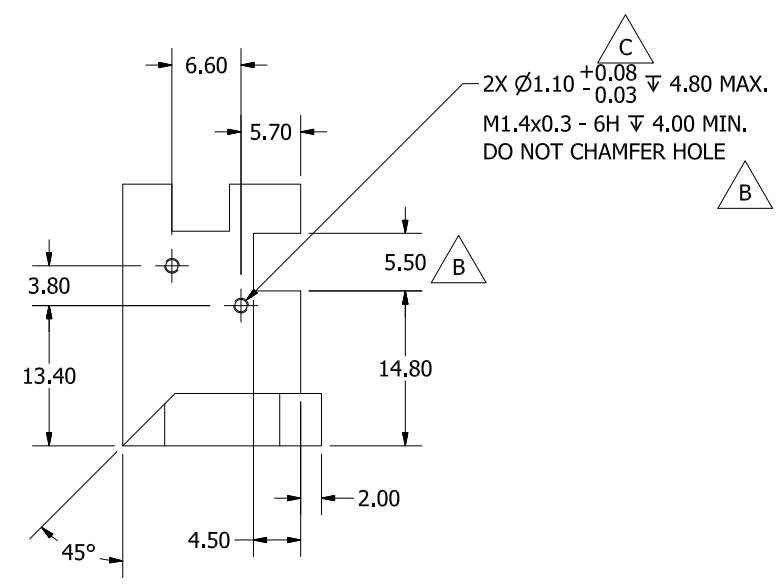 C
6.60
2X Ø1.10 +0.08 -0.03 ↧ 4.80 MAX.
5.70
M1.4x0.3 - 6H ↧ 4.00 MIN.
DO NOT CHAMFER HOLE
B
5.50
B
3.80
14.80
13.40
2.00
4.50
45°